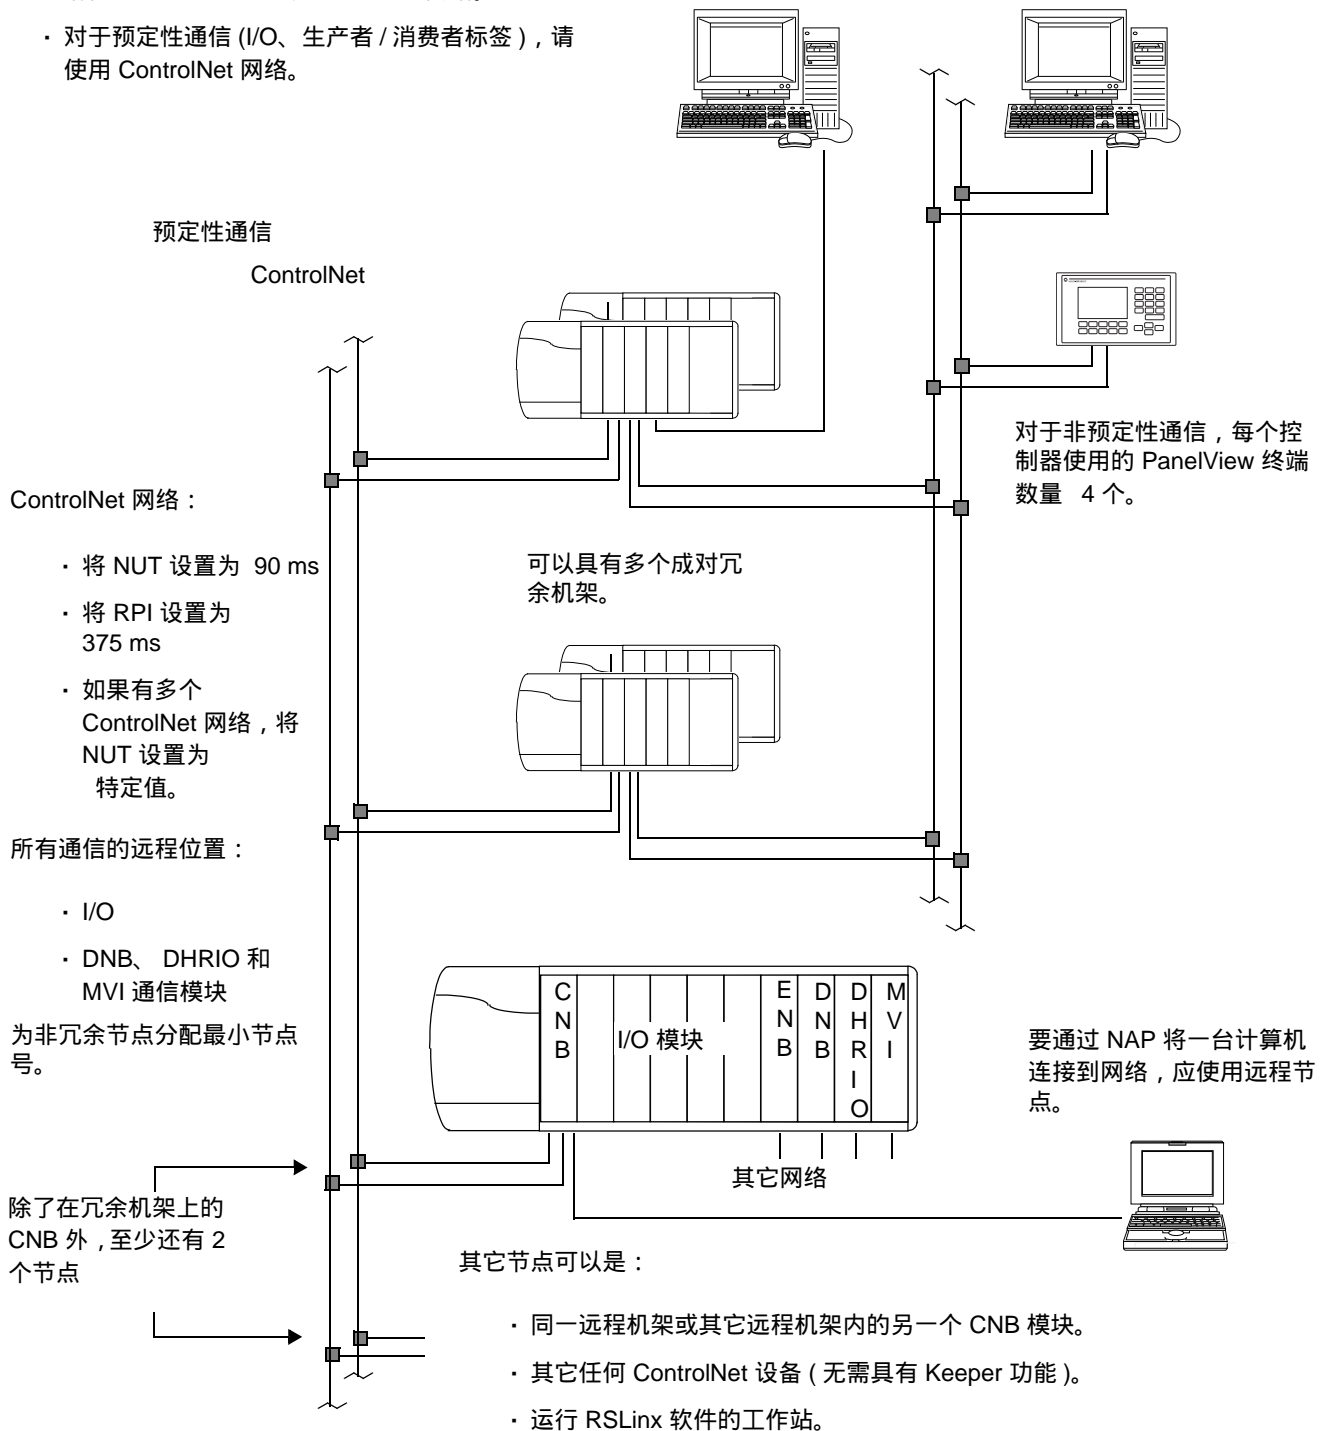 · 对于预定性通信 (I/O、生产者 / 消费者标签 ) ，请
使用 ControlNet 网络。
预定性通信
ControlNet
对于非预定性通信，每个控
制器使用的 PanelView 终端
数量 4 个。
ControlNet 网络：
· 将 NUT 设置为 90 ms
· 将 RPI 设置为
375 ms
· 如果有多个
ControlNet 网络，将
NUT 设置为
特定值。
可以具有多个成对冗
余机架。
所有通信的远程位置：
· I/O
· DNB、 DHRIO 和
MVI 通信模块
为非冗余节点分配最小节点
号。
CNB
I/O 模块
ENB
DNB
DHRIO
MVI
其它网络
要通过 NAP 将一台计算机
连接到网络，应使用远程节
点。
除了在冗余机架上的
CNB 外，至少还有 2
个节点
其它节点可以是：
· 同一远程机架或其它远程机架内的另一个 CNB 模块。
· 其它任何 ControlNet 设备 ( 无需具有 Keeper 功能 )。
· 运行 RSLinx 软件的工作站。